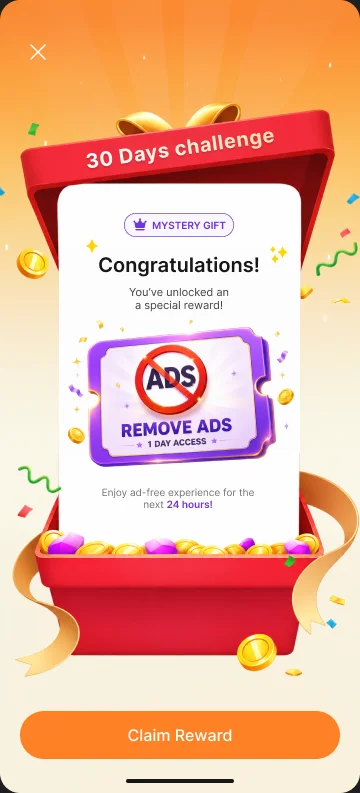 30 Days challenge
MYSTERY GIFT
Congratulations!
You've unlocked an
a special reward!
ADS
REMOVE ADS
1 DAY ACCESS
Enjoy ad-free experience for the
next 24 hours!
Claim Reward